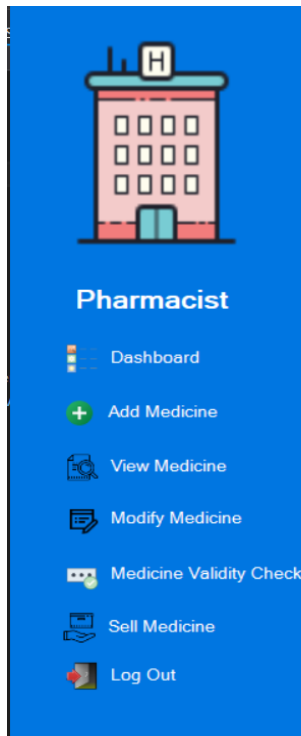 H
Pharmacist
Dashboard
Add Medicine
View Medicine
Modify Medicine
Medicine Validity Check
Sell Medicine
Log Out